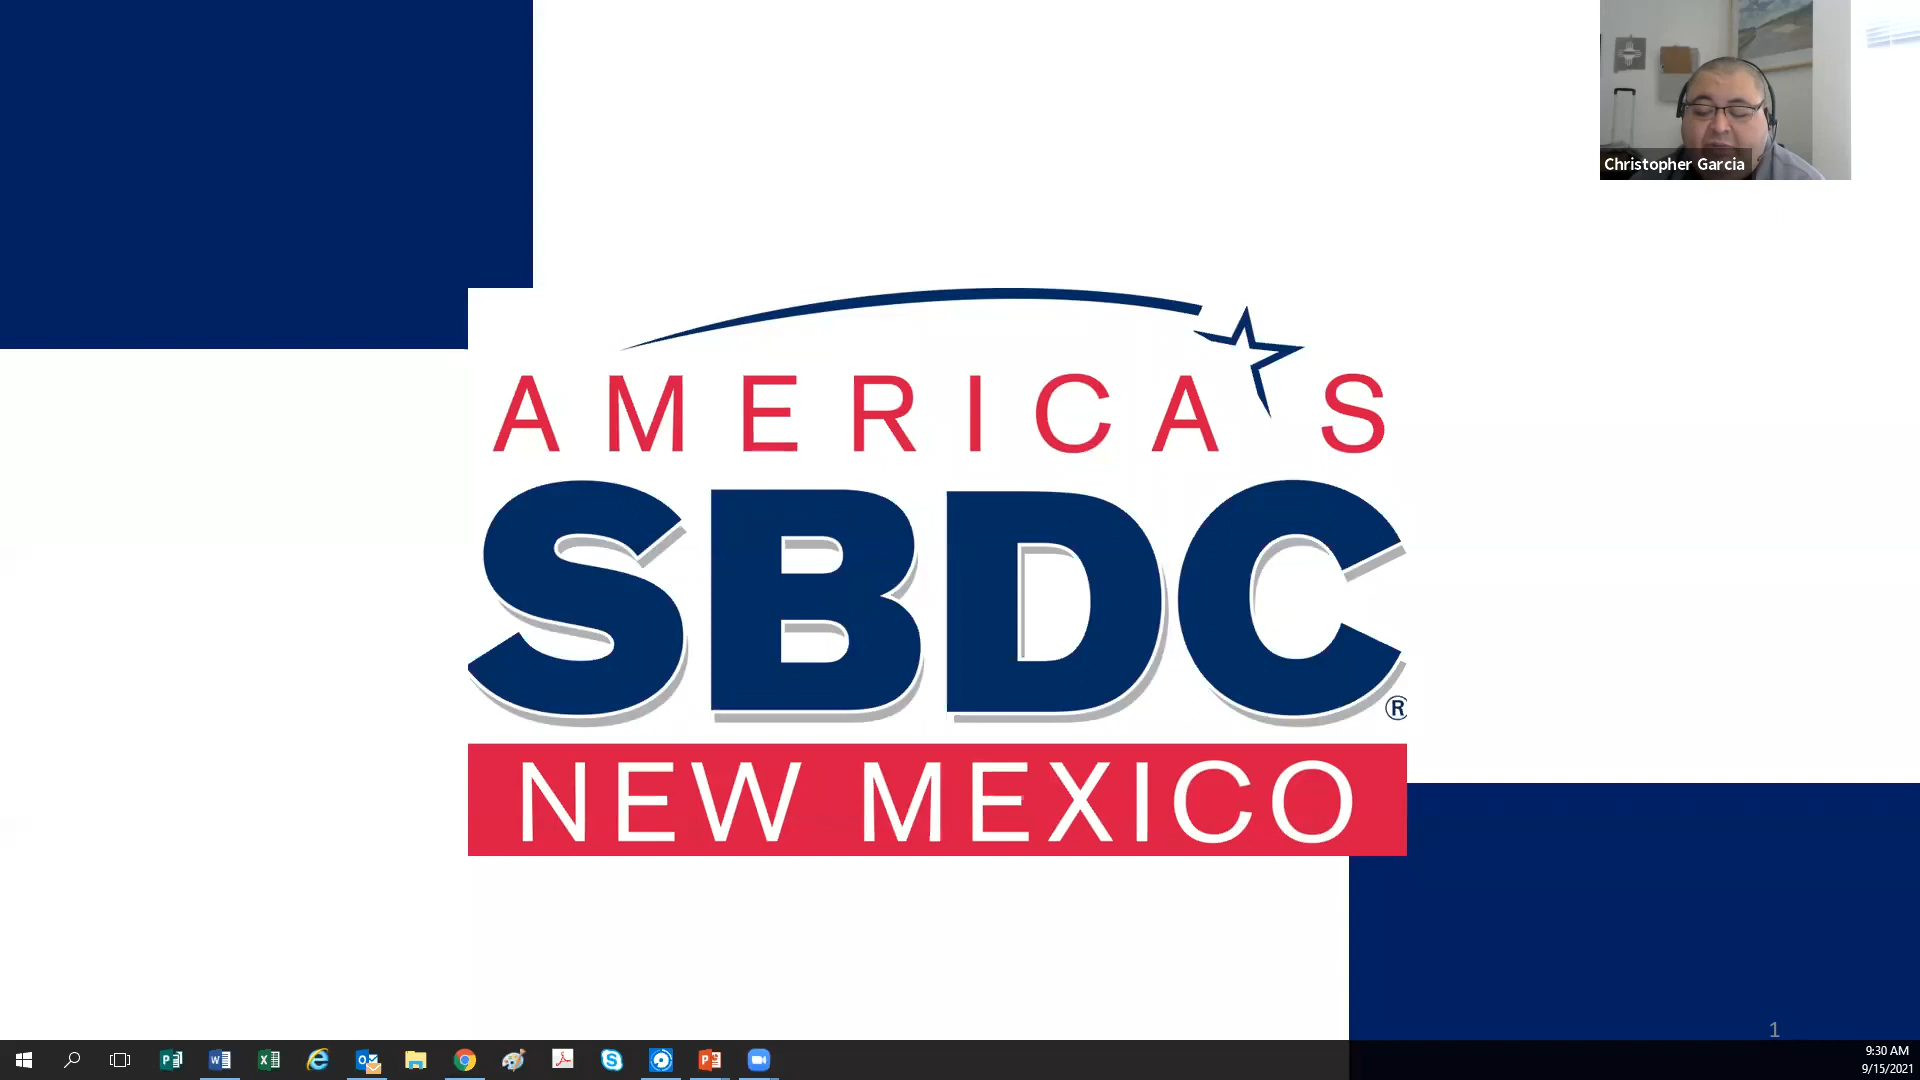 Christopher Garcia
AMERICA'S
SBDC
®
NEW MEXICO
1
9:30 AM
9/15/2021